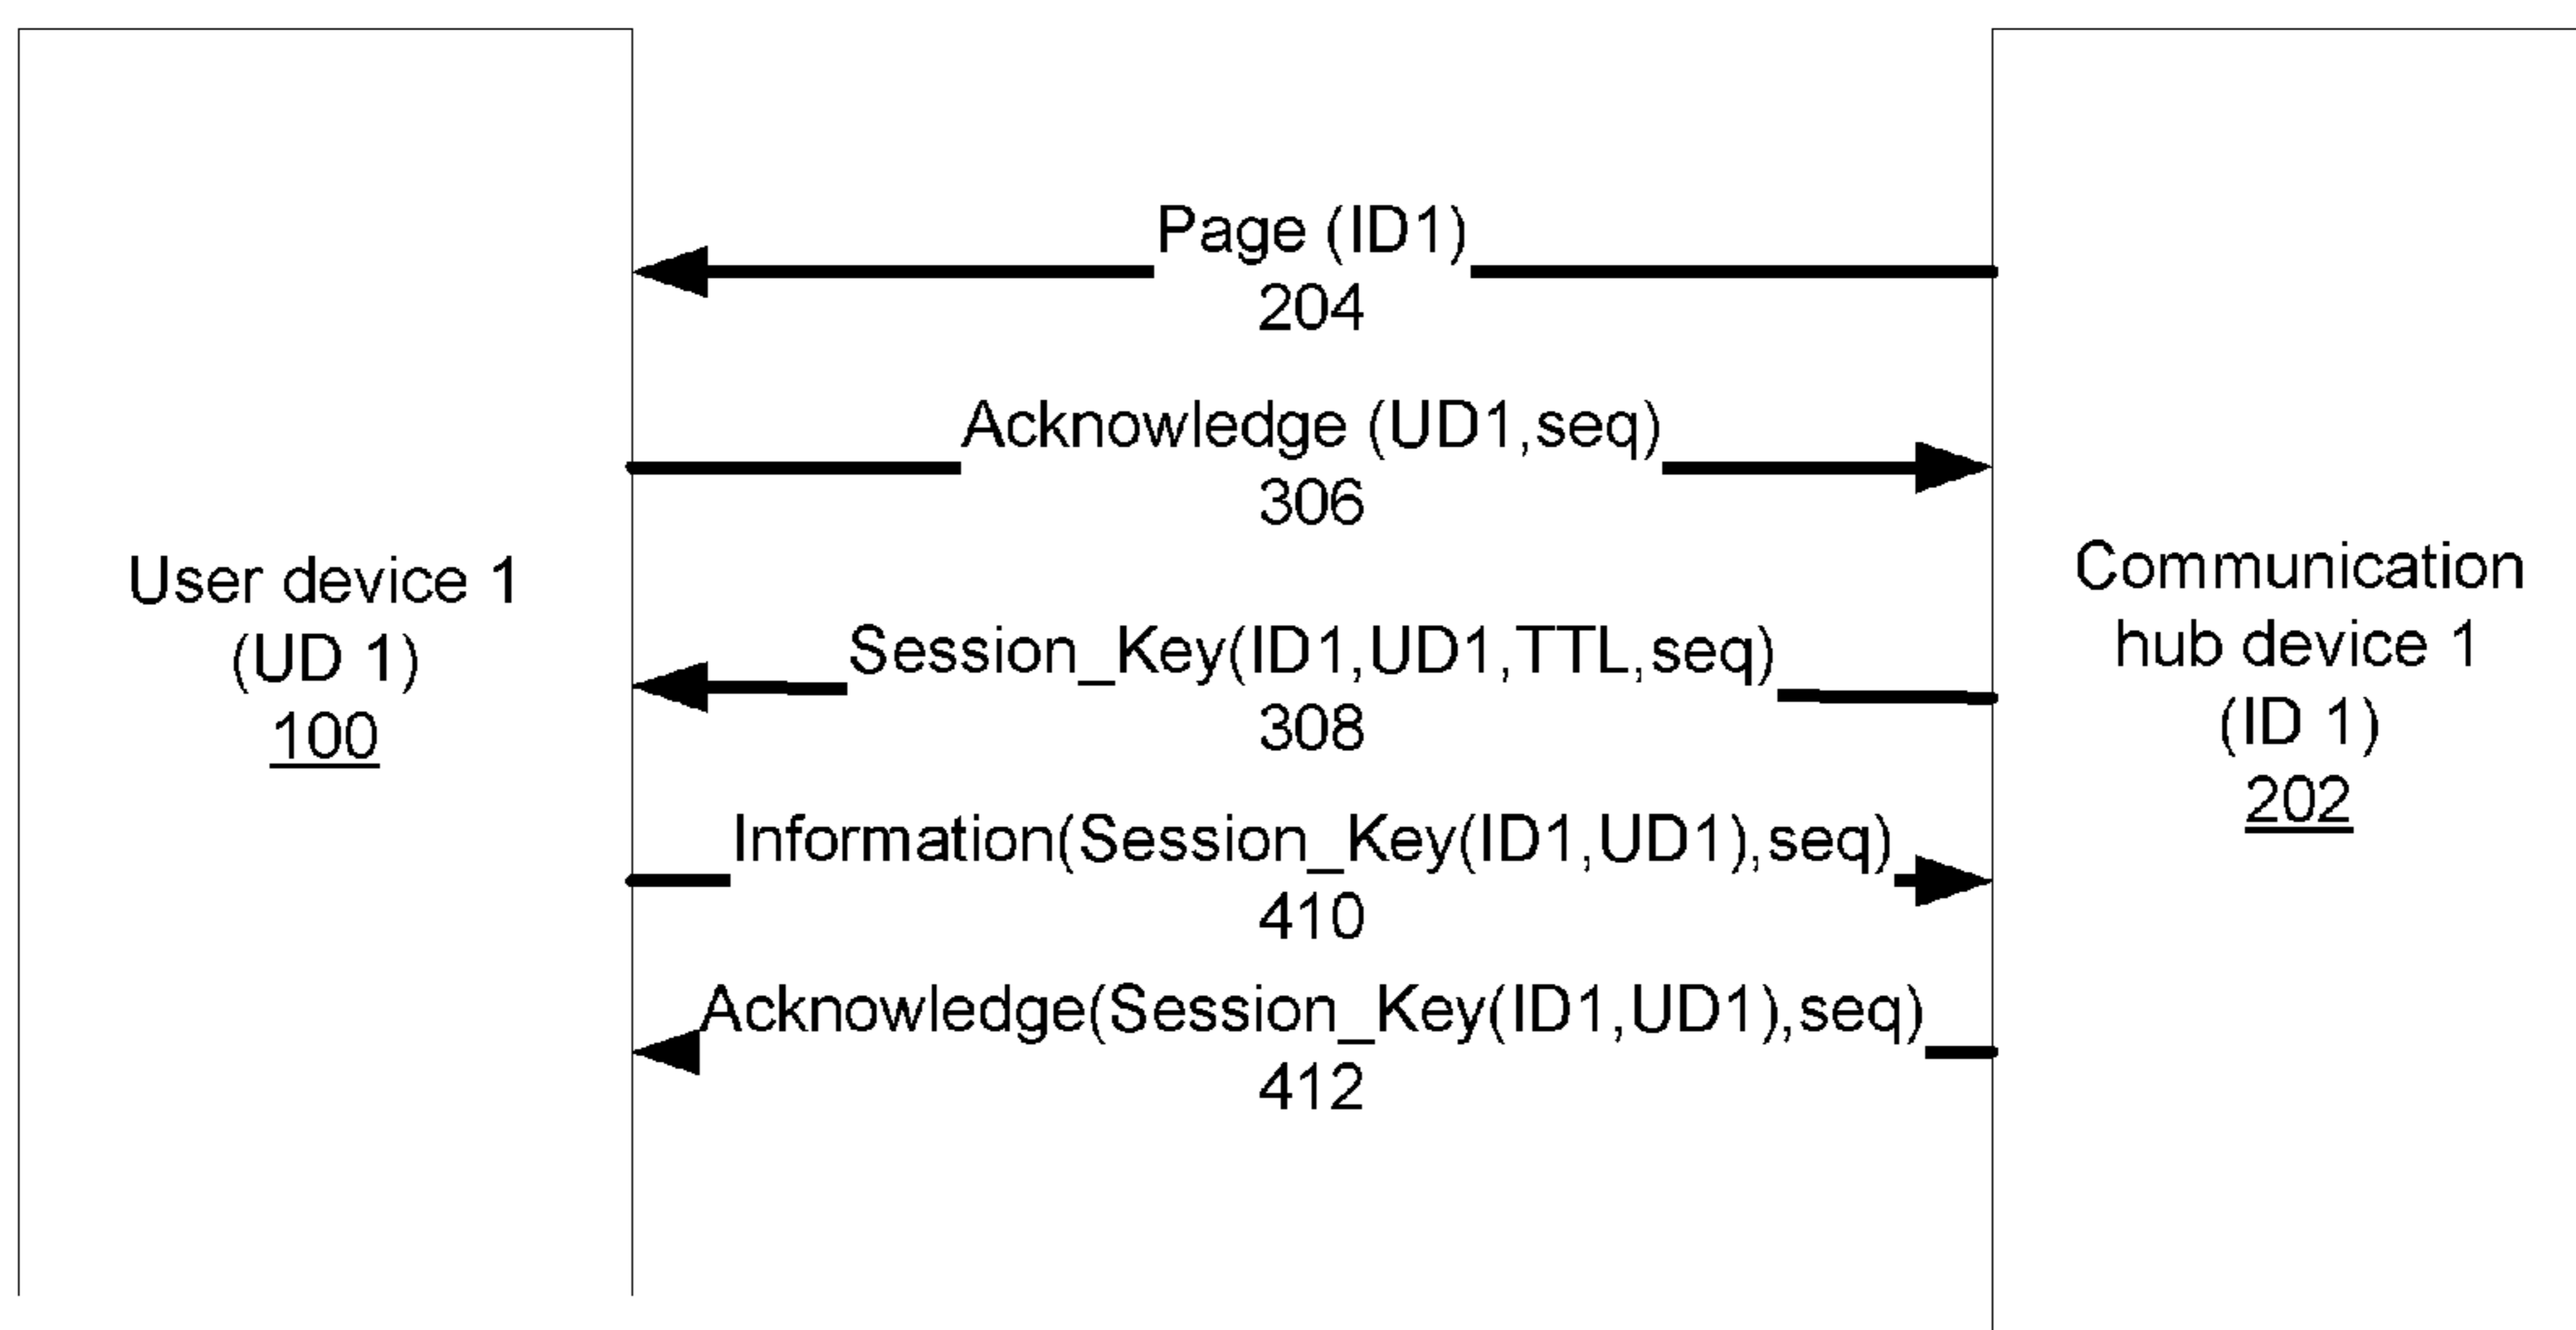 Page (ID1)
204
Acknowledge (UD1,seq)
306
User device 1
(UD 1)
100
Session_Key(ID1,UD1,TTL,seq)
308
Communication
hub device 1
(ID 1)
202
Information(Session_Key(ID1,UD1),seq)
410
Acknowledge(Session_Key(ID1,UD1),seq)
412